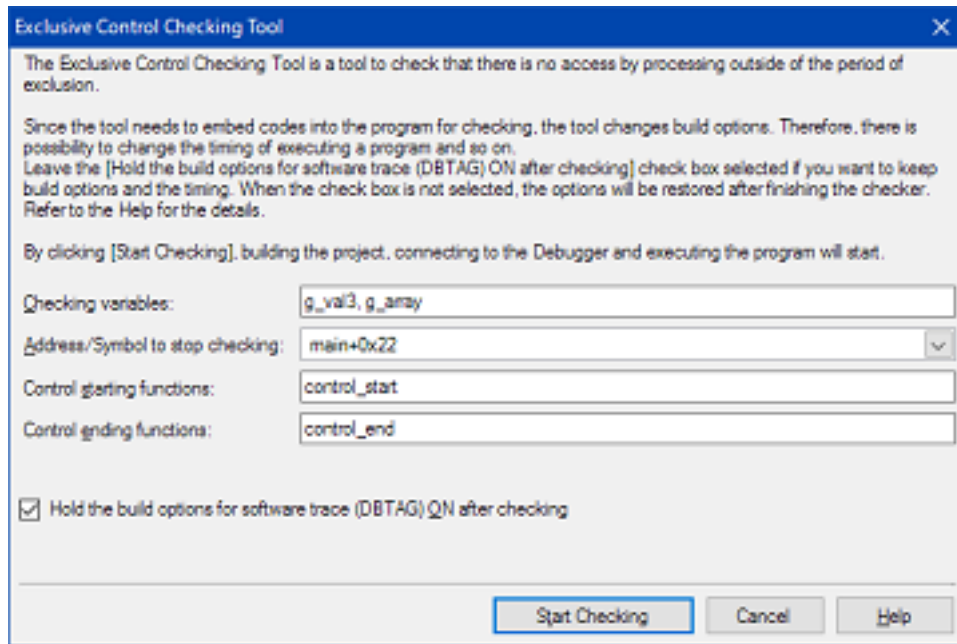 Exclusive Control Checking Tool
The Exclusive Control Checking Tool is a tool to check that there is no access by processing outside of the period of
exclusion.
Since the tool needs to embed codes into the program for checking, the tool changes build options. Therefore, there is
possibility to change the timing of executing a program and so on.
Leave the [Hold the build options for software trace (DBTAG) ON after checking] check box selected if you want to keep
build options and the timing. When the check box is not selected, the options will be restored after finishing the checker.
Refer to the Help for the details.
By clicking [Start Checking], building the project, connecting to the Debugger and executing the program will start.
Checking variables: g_val3, g_array
Address/Symbol to stop checking: main+0x22
Control starting functions: control_start
Control ending functions: control_end
Hold the build options for software trace (DBTAG) ON after checking
Start Checking Cancel Help